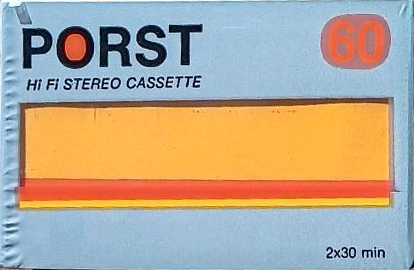 PORST
60
Hi Fi STEREO CASSETTE
2x30 min